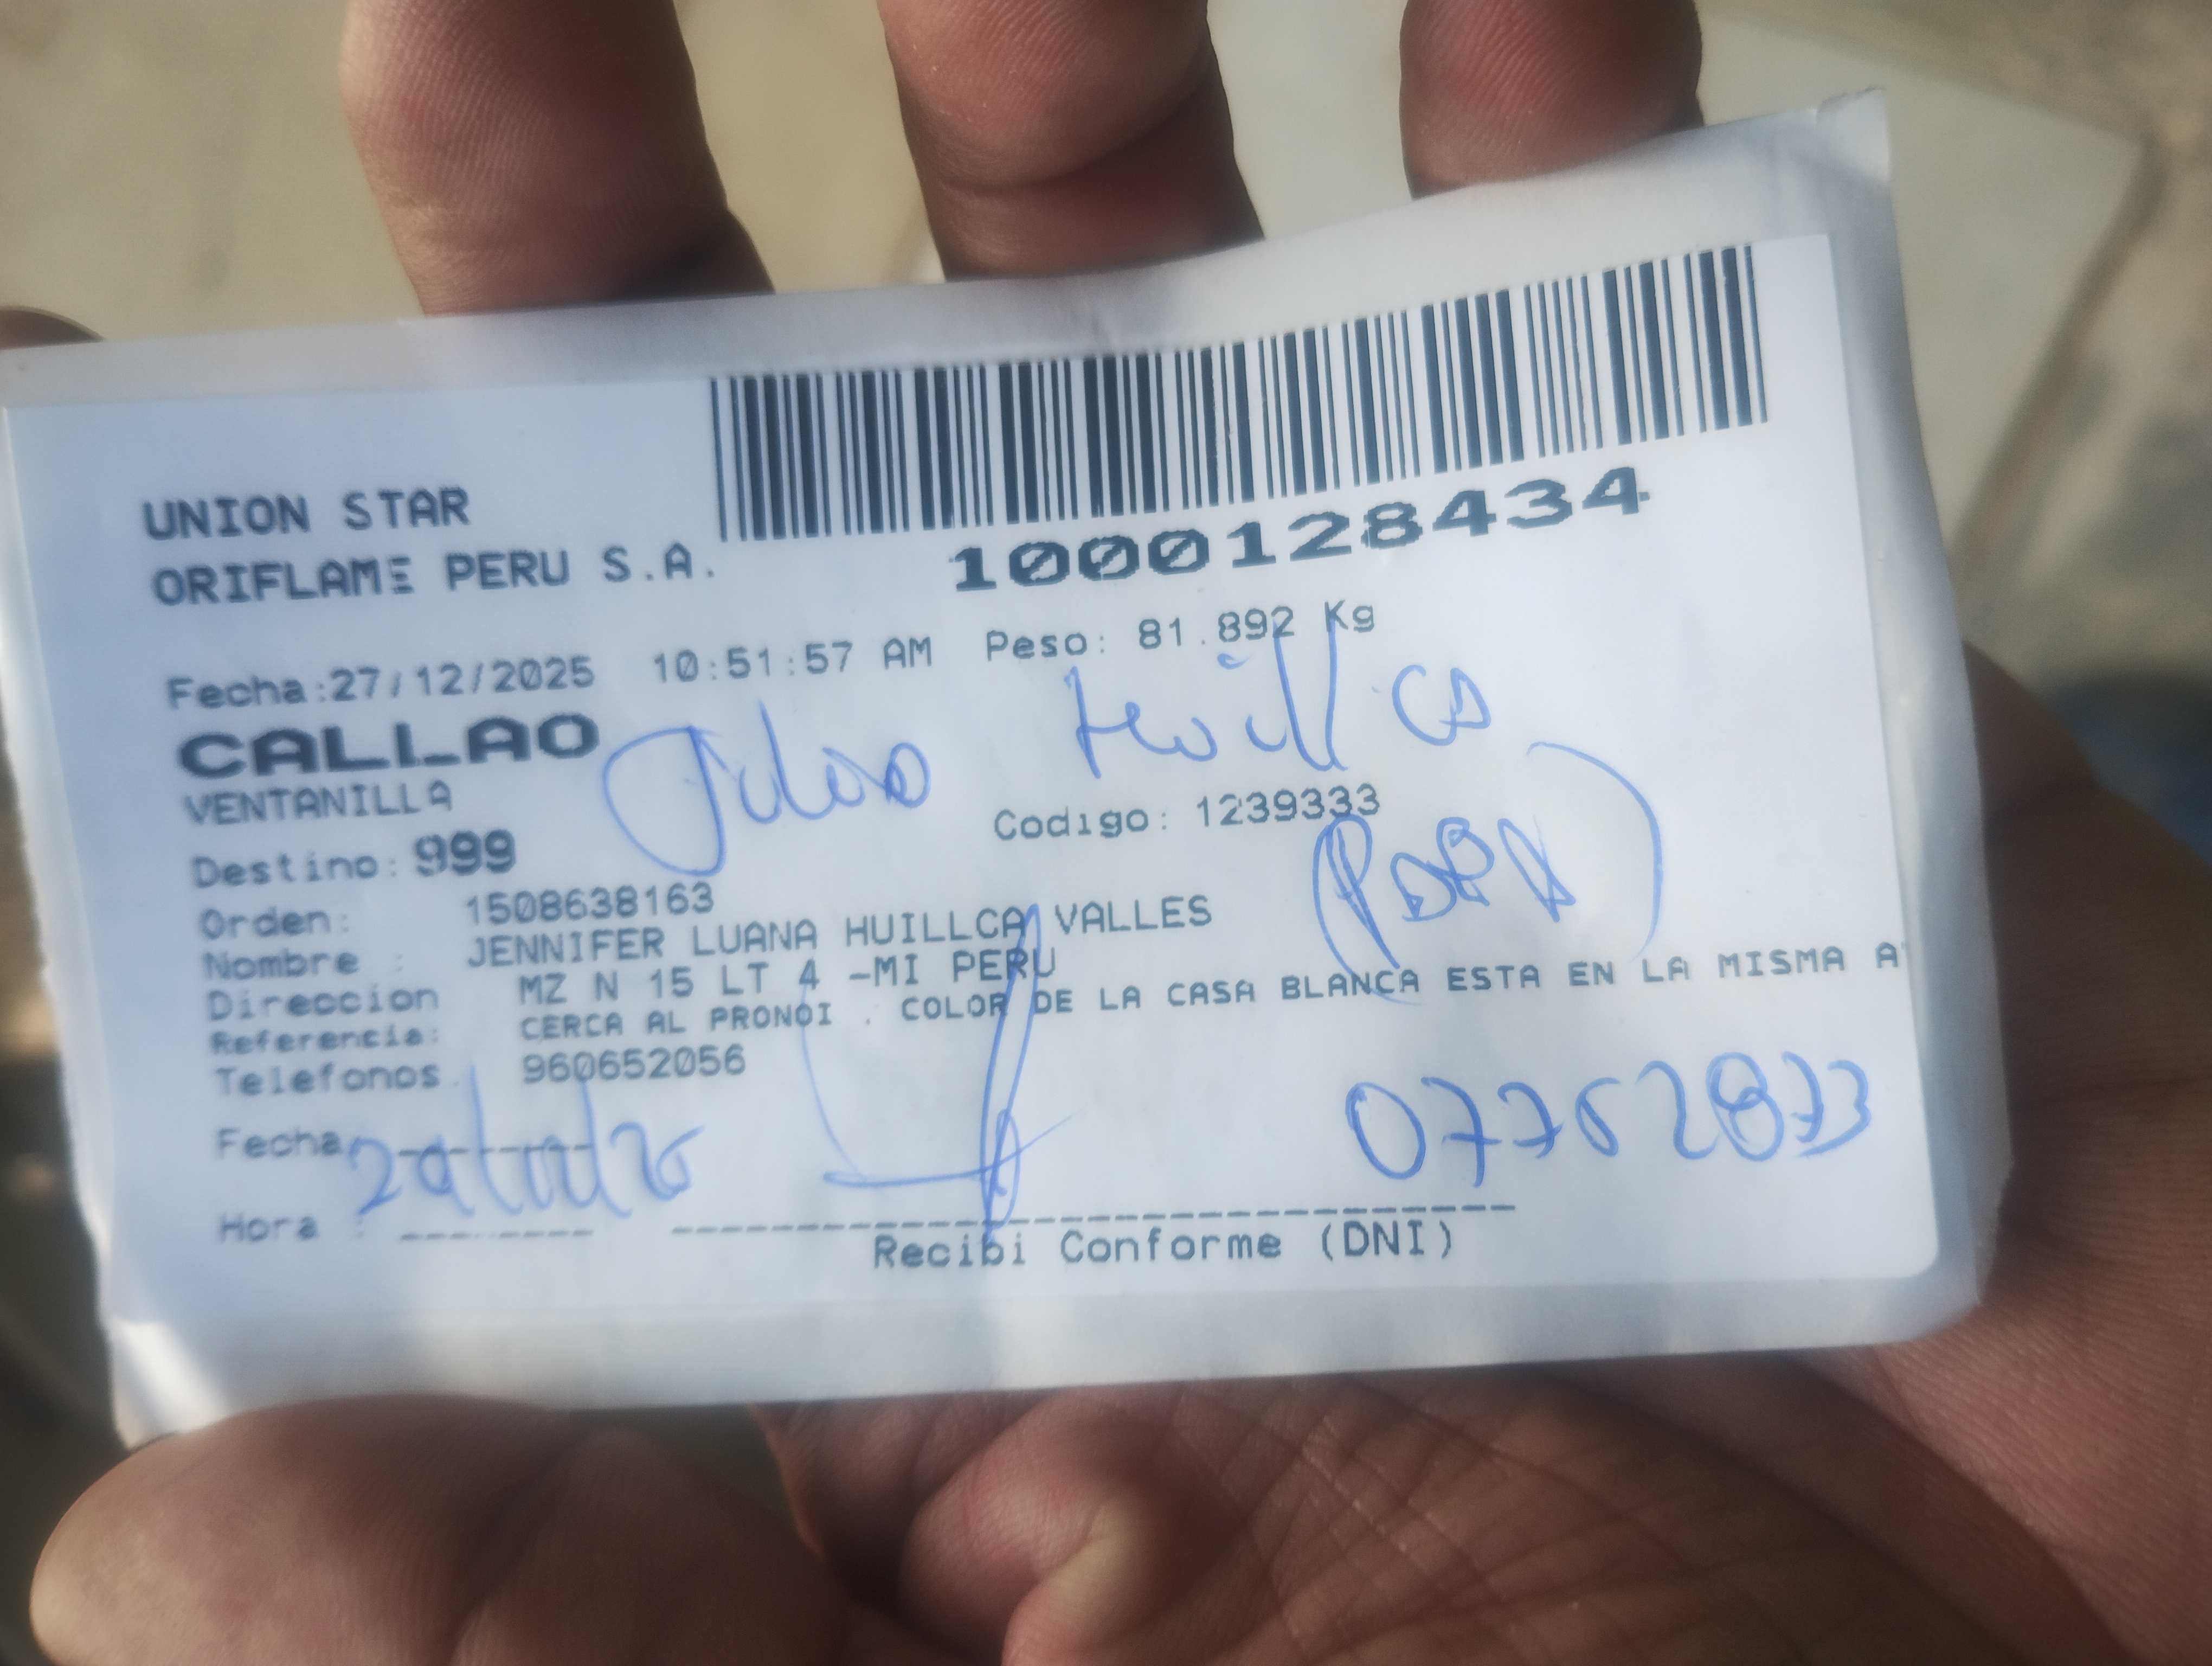 UNION STAR
ORIFLAME PERU S.A.
1000128434
Fecha:27/12/2025 10:51:57 AM Peso: 81.892 Kg
CALLAO
Huillca
VENTANILLA
Codigo: 1239333
Destino: 999
(PAPA)
Orden: 1508638163
Nombre : JENNIFER LUANA HUILLCA VALLES
Direccion MZ N 15 LT 4 -MI PERU
Referencia: CERCA AL PRONOI . COLOR DE LA CASA BLANCA ESTA EN LA MISMA A
Telefonos 960652056
Fecha
07762873
Hora :
Recibi Conforme (DNI)